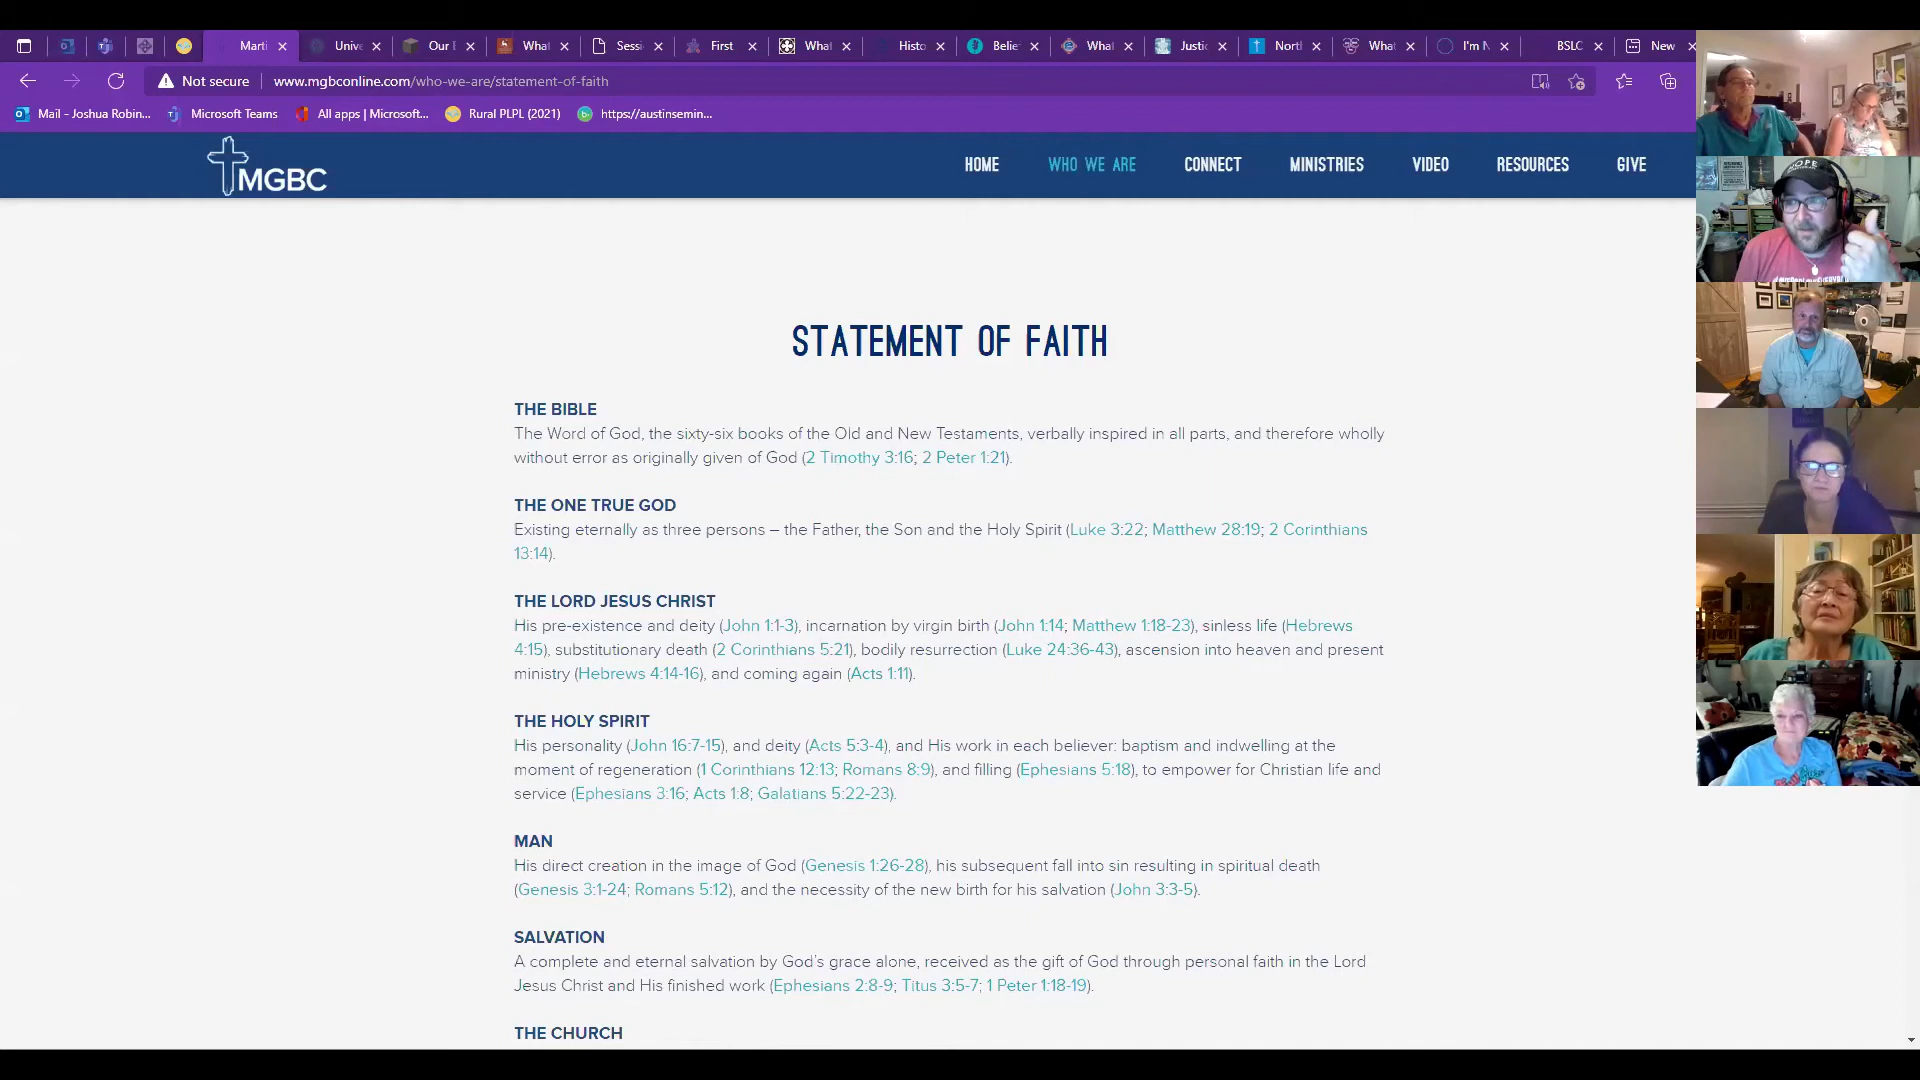 Marti
Unive
Our E
What
Sessi
First
What
Histo
Belie
What
Justic
North
What
I'm N
BSLC
New
Not secure
www.mgbconline.com/who-we-are/statement-of-faith
Mail - Joshua Robin...
Microsoft Teams
All apps | Microsoft...
Rural PLPL (2021)
https://austinsemin...
MGBC
HOME
WHO WE ARE
CONNECT
MINISTRIES
VIDEO
RESOURCES
GIVE
STATEMENT OF FAITH
THE BIBLE
The Word of God, the sixty-six books of the Old and New Testaments, verbally inspired in all parts, and therefore wholly
without error as originally given of God (2 Timothy 3:16; 2 Peter 1:21).
THE ONE TRUE GOD
Existing eternally as three persons – the Father, the Son and the Holy Spirit (Luke 3:22; Matthew 28:19; 2 Corinthians
13:14).
THE LORD JESUS CHRIST
His pre-existence and deity (John 1:1-3), incarnation by virgin birth (John 1:14; Matthew 1:18-23), sinless life (Hebrews
4:15), substitutionary death (2 Corinthians 5:21), bodily resurrection (Luke 24:36-43), ascension into heaven and present
ministry (Hebrews 4:14-16), and coming again (Acts 1:11).
THE HOLY SPIRIT
His personality (John 16:7-15), and deity (Acts 5:3-4), and His work in each believer: baptism and indwelling at the
moment of regeneration (1 Corinthians 12:13; Romans 8:9), and filling (Ephesians 5:18), to empower for Christian life and
service (Ephesians 3:16; Acts 1:8; Galatians 5:22-23).
MAN
His direct creation in the image of God (Genesis 1:26-28), his subsequent fall into sin resulting in spiritual death
(Genesis 3:1-24; Romans 5:12), and the necessity of the new birth for his salvation (John 3:3-5).
SALVATION
A complete and eternal salvation by God's grace alone, received as the gift of God through personal faith in the Lord
Jesus Christ and His finished work (Ephesians 2:8-9; Titus 3:5-7; 1 Peter 1:18-19).
THE CHURCH